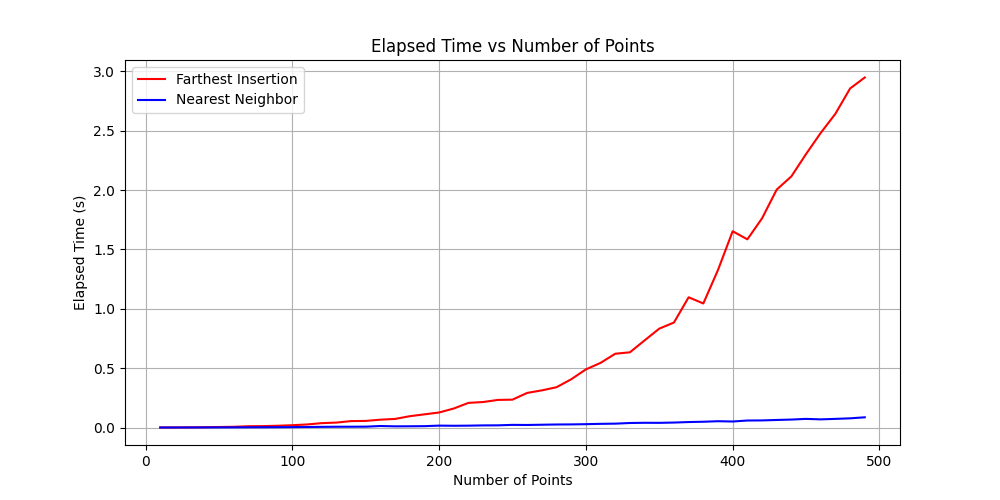 Elapsed Time vs Number of Points
Farthest Insertion
Nearest Neighbor
Elapsed Time (s)
3.0
2.5
2.0
1.5
1.0
0.5
0.0
0 100 200 300 400 500
Number of Points